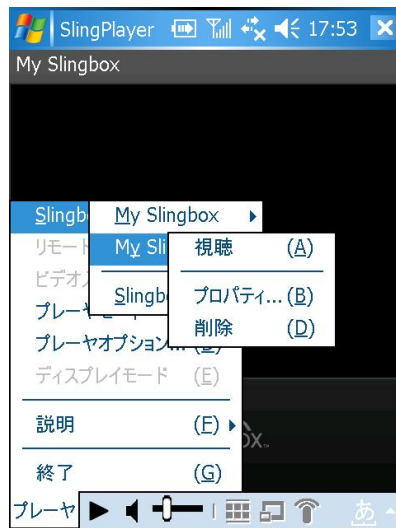 SlingPlayer 17:53
My Slingbox
Slingb
My Slingbox
リモート
My Sli
視聴 (A)
ビデオ
Slingb
プロパティ... (B)
プレーヤ
削除 (D)
プレーヤオプション...
ディスプレイモード (E)
説明 (F)
終了 (G)
プレーヤ
あ